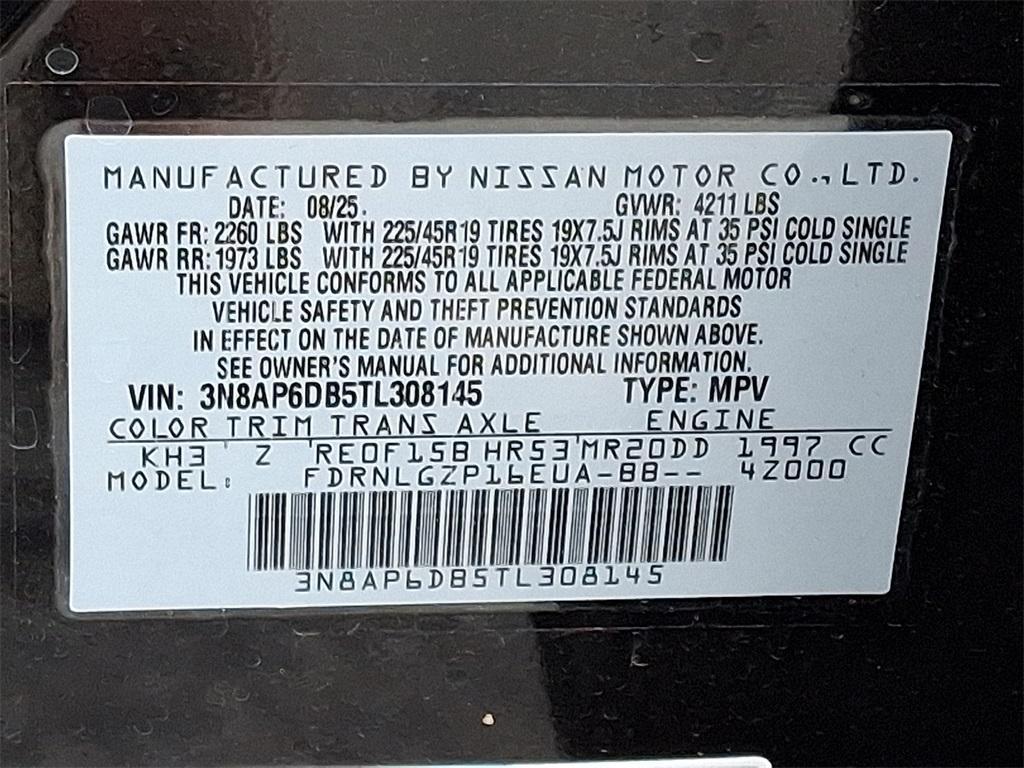 MANUFACTURED BY NISSAN MOTOR CO.,LTD.
DATE: 08/25. GVWR: 4211 LBS
GAWR FR: 2260 LBS WITH 225/45R19 TIRES 19X7.5J RIMS AT 35 PSI COLD SINGLE
GAWR RR: 1973 LBS WITH 225/45R19 TIRES 19X7.5J RIMS AT 35 PSI COLD SINGLE
THIS VEHICLE CONFORMS TO ALL APPLICABLE FEDERAL MOTOR
VEHICLE SAFETY AND THEFT PREVENTION STANDARDS
IN EFFECT ON THE DATE OF MANUFACTURE SHOWN ABOVE.
SEE OWNER'S MANUAL FOR ADDITIONAL INFORMATION.
VIN: 3N8AP6DB5TL308145 TYPE: MPV
COLOR TRIM TRANS AXLE ENGINE
KH3 Z RE0F15B HR53 MR20DD 1997 CC
MODEL: FDRNLGZP16EUA-BB-- 4Z000
3N8AP6DB5TL308145